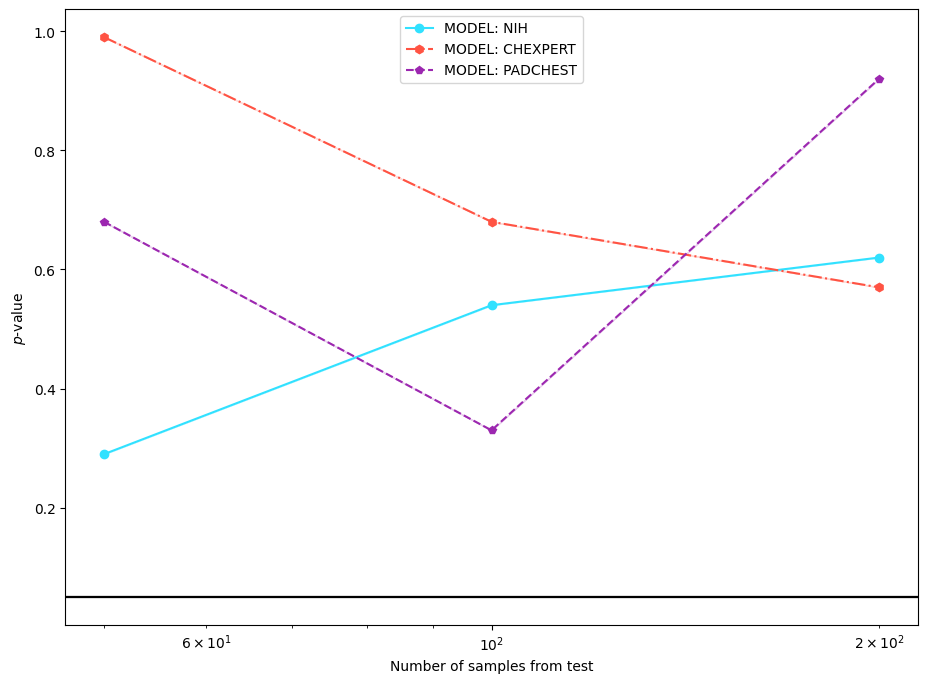 MODEL: NIH
MODEL: CHEXPERT
MODEL: PADCHEST
1.0
0.8
0.6
0.4
0.2
p-value
6 × 10¹
10²
2 × 10²
Number of samples from test